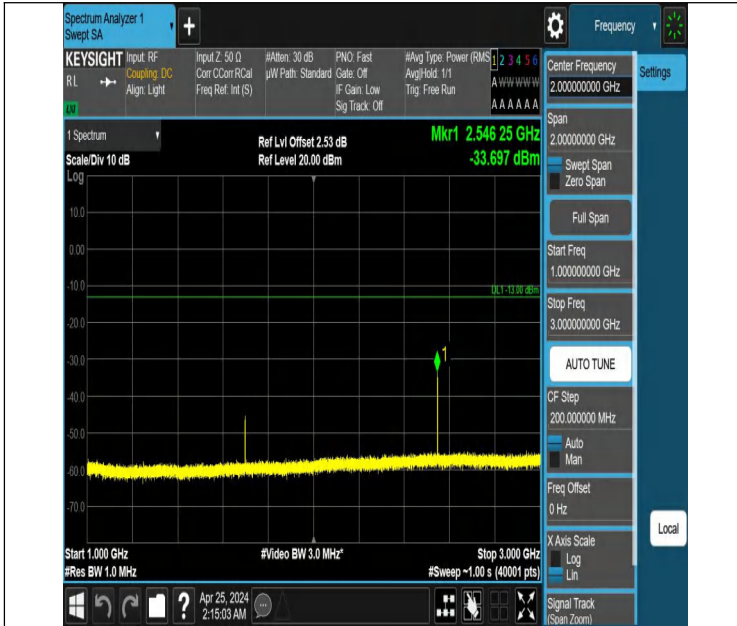 Spectrum Analyzer 1
Swept SA
+
Frequency
KEYSIGHT
RL
Input: RF
Coupling: DC
Align: Light
Input Z: 50 Ω
Corr CCorr RCal
Freq Ref: Int (S)
#Atten: 30 dB
µW Path: Standard
PNO: Fast
Gate: Off
IF Gain: Low
Sig Track: Off
#Avg Type: Power (RMS
Avg|Hold: 1/1
Trig: Free Run
1 2 3 4 5 6
A W W W W W
A A A A A A
1 Spectrum
Scale/Div 10 dB
Ref Lvl Offset 2.53 dB
Ref Level 20.00 dBm
Mkr1 2.546 25 GHz
-33.697 dBm
Log
10.0
0.00
-10.0
DL1 -13.00 dBm
-20.0
-30.0
1
-40.0
-50.0
-60.0
-70.0
Start 1.000 GHz
#Res BW 1.0 MHz
#Video BW 3.0 MHz*
Stop 3.000 GHz
#Sweep ~1.00 s (40001 pts)
?
Apr 25, 2024
2:15:03 AM
Center Frequency
2.000000000 GHz
Settings
Span
2.00000000 GHz
Swept Span
Zero Span
Full Span
Start Freq
1.000000000 GHz
Stop Freq
3.000000000 GHz
AUTO TUNE
CF Step
200.000000 MHz
Auto
Man
Freq Offset
0 Hz
Local
X Axis Scale
Log
Lin
Signal Track
(Span Zoom)